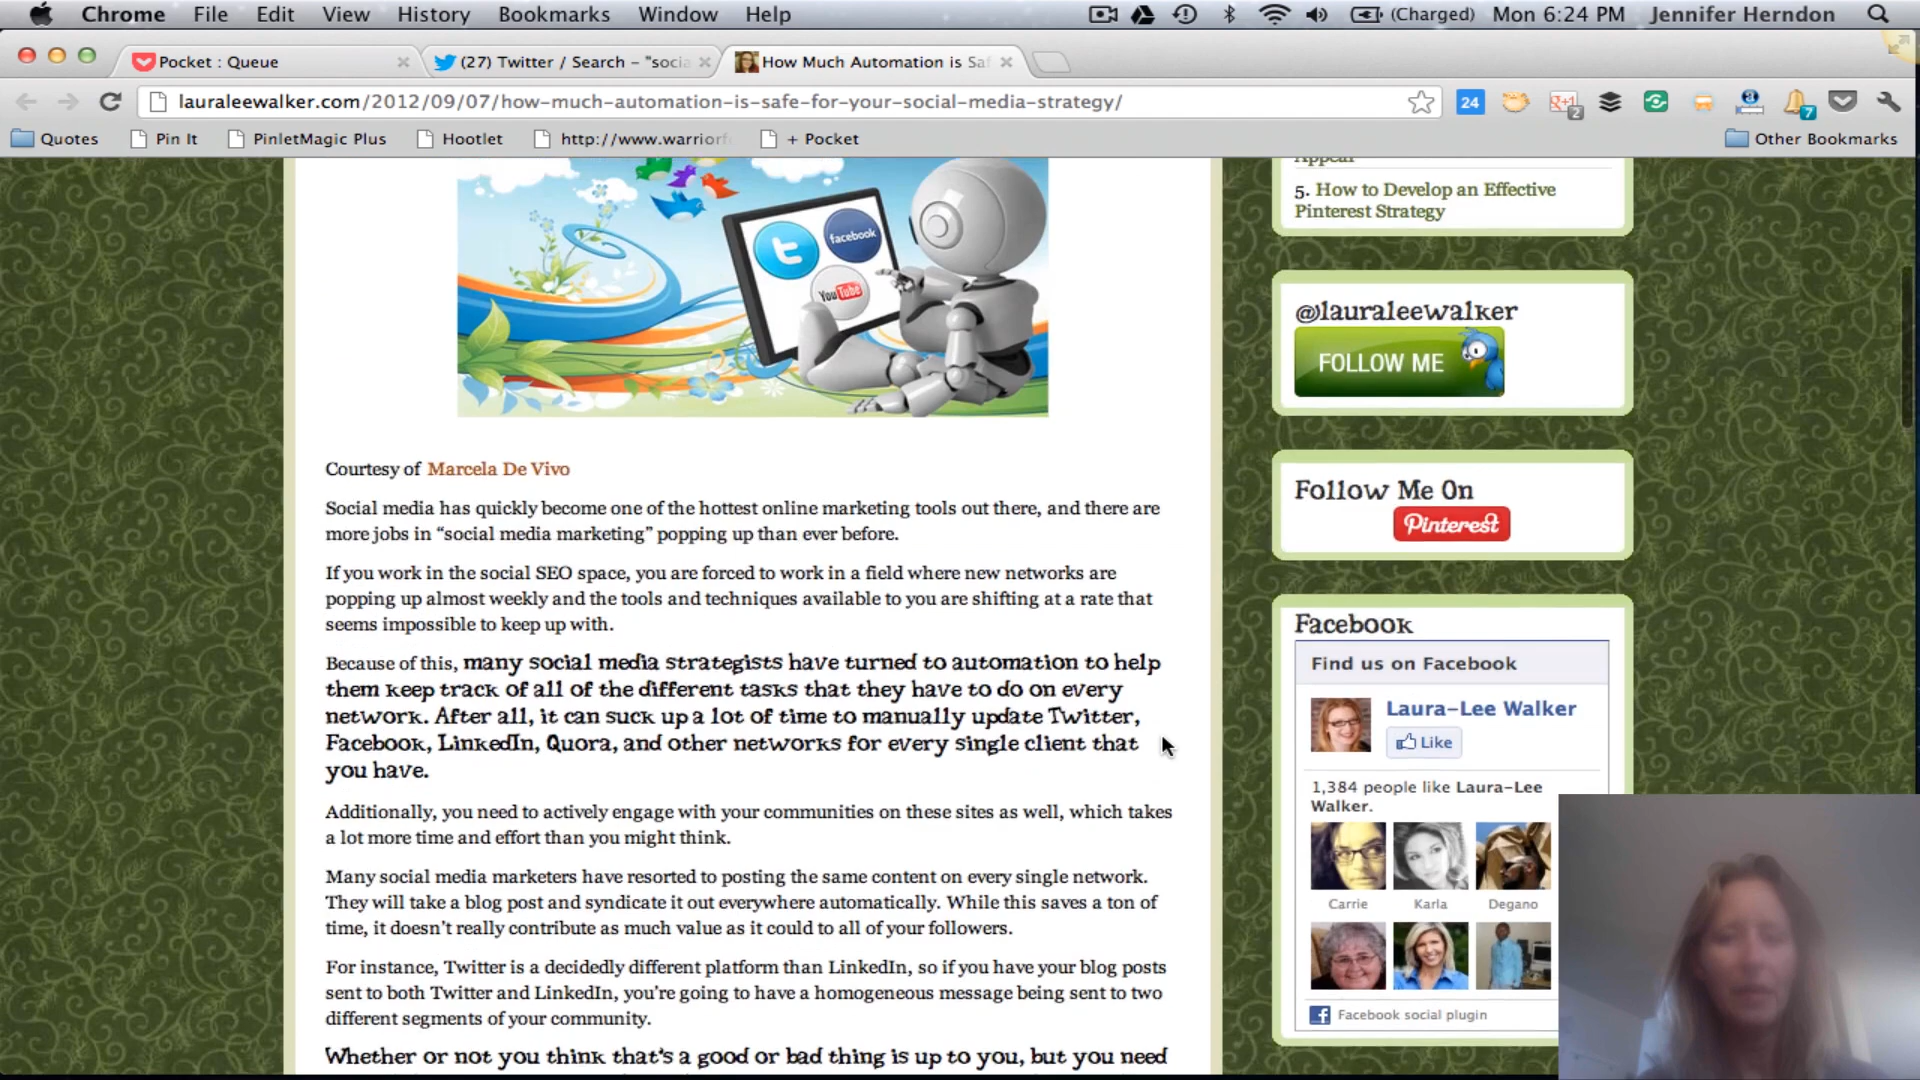 Chrome File Edit View History Bookmarks Window Help (Charged) Mon 6:24 PM Jennifer Herndon
Pocket : Queue
(27) Twitter / Search - "socia
How Much Automation is Saf
lauraleewalker.com/2012/09/07/how-much-automation-is-safe-for-your-social-media-strategy/
24
g+1
2
a
7
Quotes Pin It PinletMagic Plus Hootlet http://www.warriorf + Pocket Other Bookmarks
facebook
YouTube
Courtesy of Marcela De Vivo
Social media has quickly become one of the hottest online marketing tools out there, and there are
more jobs in “social media marketing” popping up than ever before.
If you work in the social SEO space, you are forced to work in a field where new networks are
popping up almost weekly and the tools and techniques available to you are shifting at a rate that
seems impossible to keep up with.
Because of this, many social media strategists have turned to automation to help
them keep track of all of the different tasks that they have to do on every
network. After all, it can suck up a lot of time to manually update Twitter,
Facebook, LinkedIn, Quora, and other networks for every single client that
you have.
Additionally, you need to actively engage with your communities on these sites as well, which takes
a lot more time and effort than you might think.
Many social media marketers have resorted to posting the same content on every single network.
They will take a blog post and syndicate it out everywhere automatically. While this saves a ton of
time, it doesn’t really contribute as much value as it could to all of your followers.
For instance, Twitter is a decidedly different platform than LinkedIn, so if you have your blog posts
sent to both Twitter and LinkedIn, you’re going to have a homogeneous message being sent to two
different segments of your community.
Whether or not you think that’s a good or bad thing is up to you, but you need
Appeal
5. How to Develop an Effective
Pinterest Strategy
@lauraleewalker
FOLLOW ME
Follow Me On
Pinterest
Facebook
Find us on Facebook
Laura-Lee Walker
Like
1,384 people like Laura-Lee
Walker.
Carrie Karla Degano
Facebook social plugin